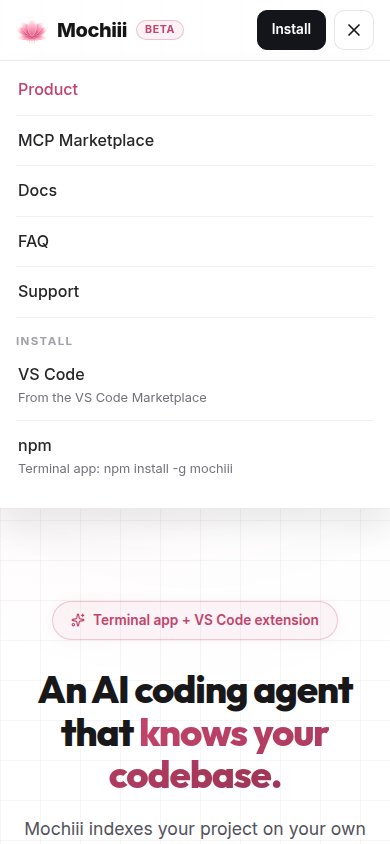 Mochiii BETA Install
Product
MCP Marketplace
Docs
FAQ
Support
INSTALL
VS Code
From the VS Code Marketplace
npm
Terminal app: npm install -g mochiii
Terminal app + VS Code extension
An AI coding agent
that knows your
codebase.
Mochiii indexes your project on your own